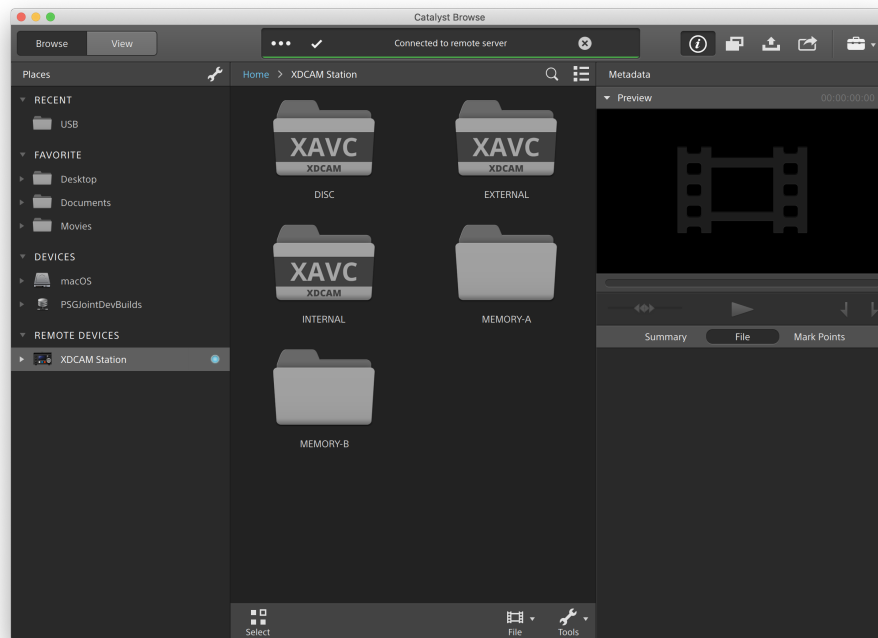 Catalyst Browse
Browse
View
Connected to remote server
Places
Home > XDCAM Station
Metadata
RECENT
USB
FAVORITE
Desktop
Documents
Movies
DEVICES
macOS
PSGJointDevBuilds
REMOTE DEVICES
XDCAM Station
XAVC
XDCAM
DISC
XAVC
XDCAM
EXTERNAL
XAVC
XDCAM
INTERNAL
MEMORY-A
MEMORY-B
Preview
00:00:00:00
Summary
File
Mark Points
Select
File
Tools